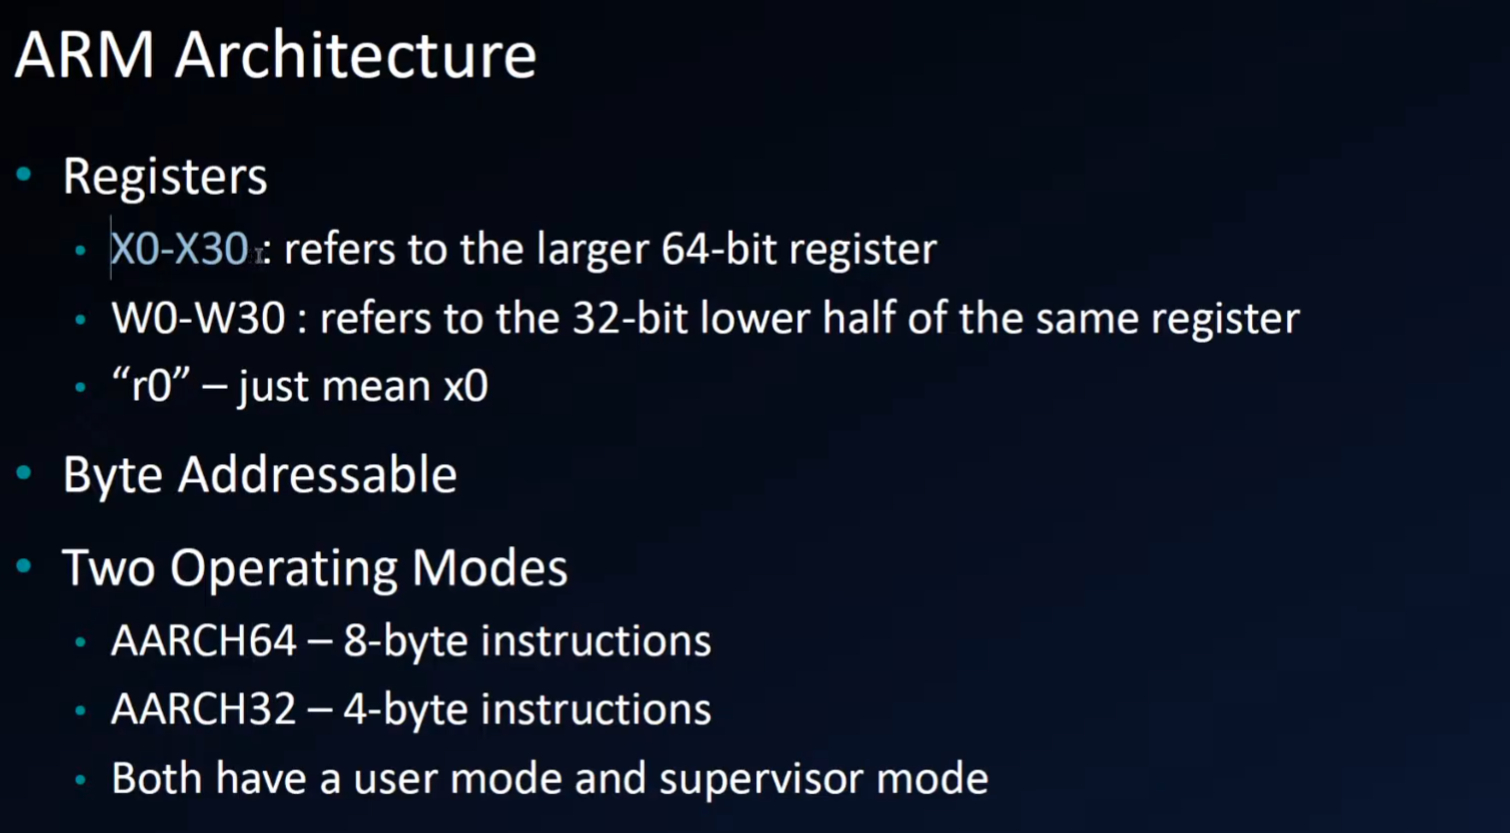 ARM Architecture
• Registers
• X0-X30 : refers to the larger 64-bit register
• W0-W30 : refers to the 32-bit lower half of the same register
• “r0” – just mean x0
• Byte Addressable
• Two Operating Modes
• AARCH64 – 8-byte instructions
• AARCH32 – 4-byte instructions
• Both have a user mode and supervisor mode